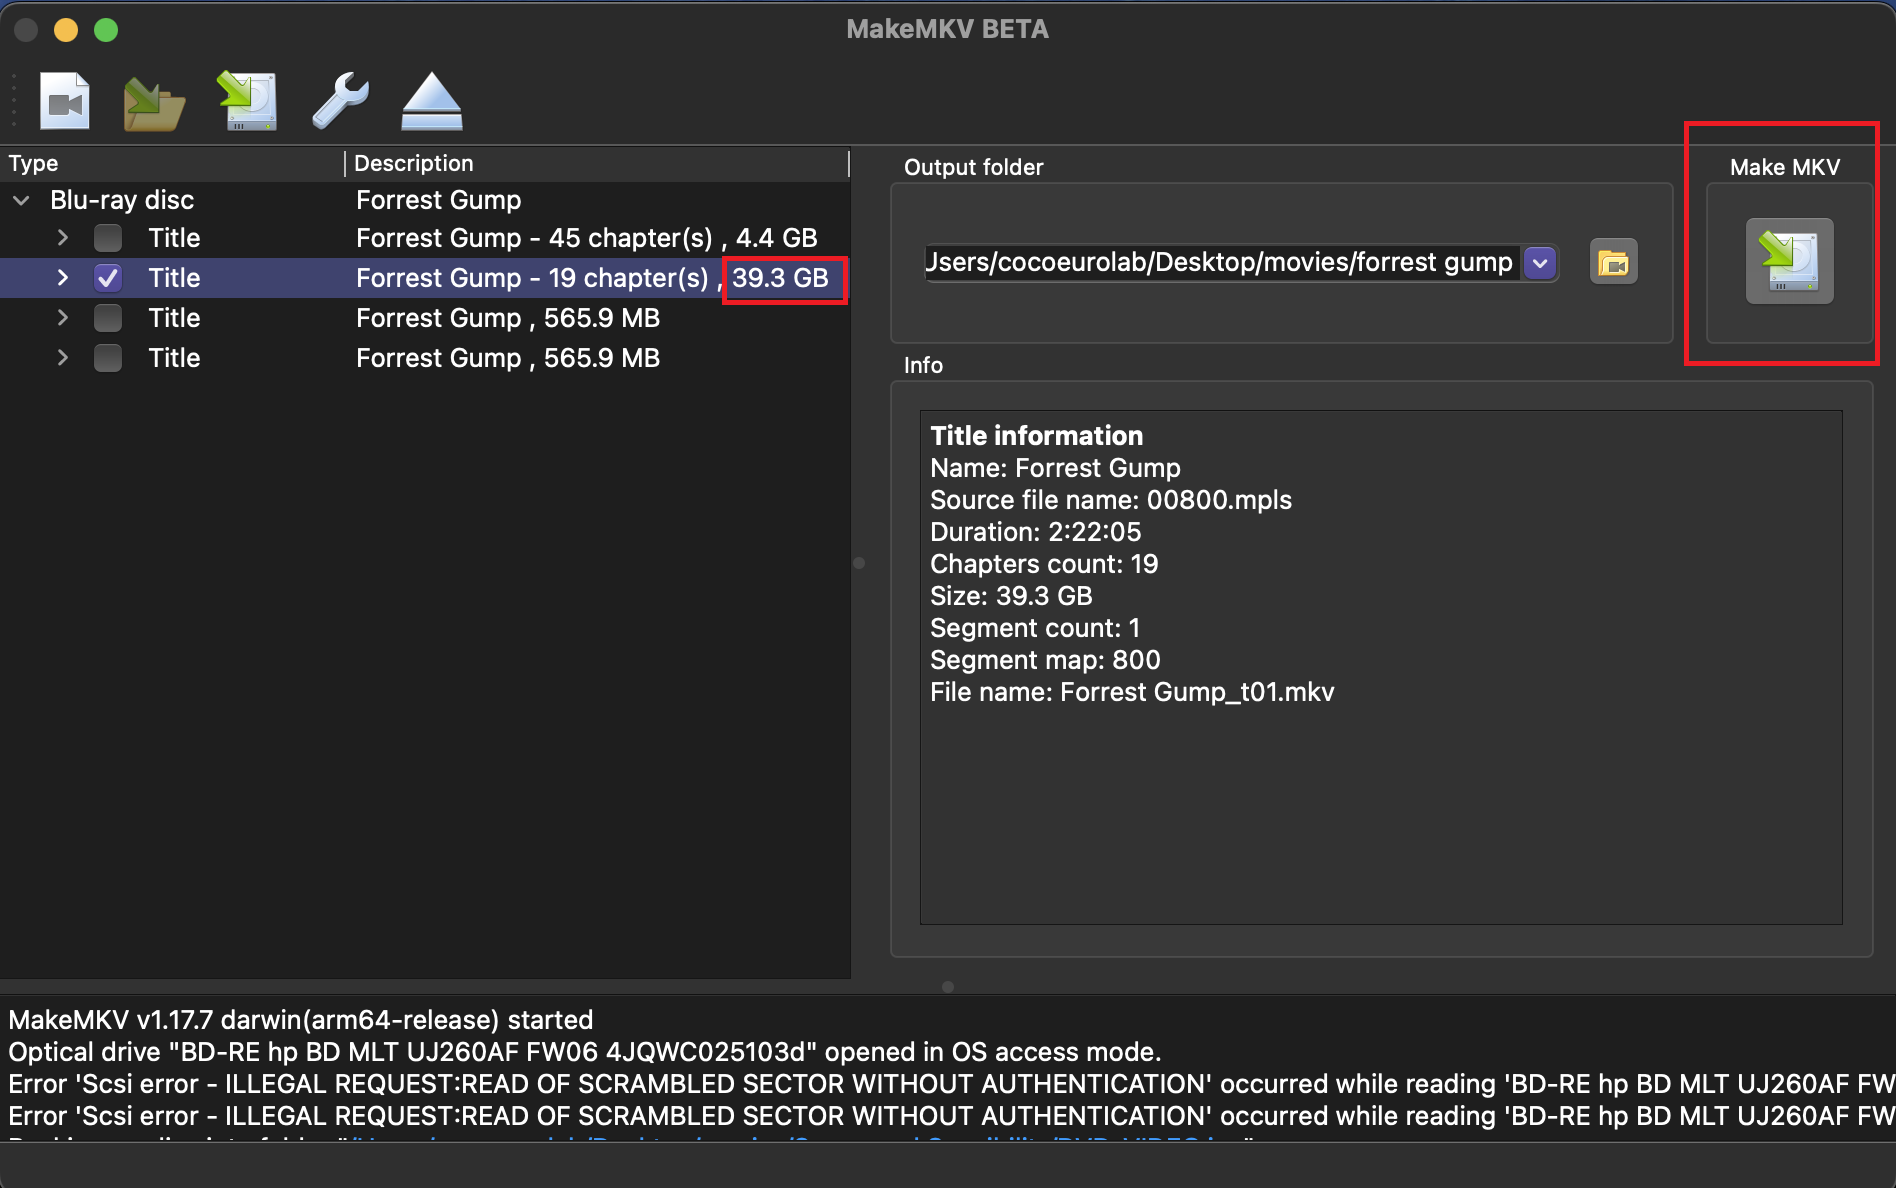 MakeMKV BETA
Type
Description
Blu-ray disc
Forrest Gump
Title
Forrest Gump - 45 chapter(s) , 4.4 GB
Title
Forrest Gump - 19 chapter(s) , 39.3 GB
Title
Forrest Gump , 565.9 MB
Title
Forrest Gump , 565.9 MB
Output folder
Users/cocoeurolab/Desktop/movies/forrest gump
Make MKV
Info
Title information
Name: Forrest Gump
Source file name: 00800.mpls
Duration: 2:22:05
Chapters count: 19
Size: 39.3 GB
Segment count: 1
Segment map: 800
File name: Forrest Gump_t01.mkv
MakeMKV v1.17.7 darwin(arm64-release) started
Optical drive "BD-RE hp BD MLT UJ260AF FW06 4JQWC025103d" opened in OS access mode.
Error 'Scsi error - ILLEGAL REQUEST:READ OF SCRAMBLED SECTOR WITHOUT AUTHENTICATION' occurred while reading 'BD-RE hp BD MLT UJ260AF FW
Error 'Scsi error - ILLEGAL REQUEST:READ OF SCRAMBLED SECTOR WITHOUT AUTHENTICATION' occurred while reading 'BD-RE hp BD MLT UJ260AF FW